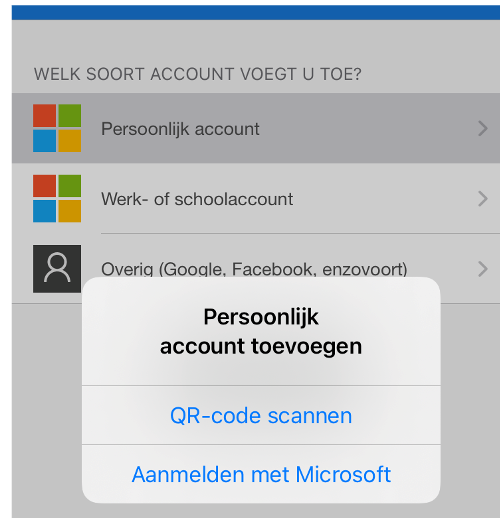 WELK SOORT ACCOUNT VOEGT U TOE?
Persoonlijk account
Werk- of schoolaccount
Overig (Google, Facebook, enzovoort)
Persoonlijk
account toevoegen
QR-code scannen
Aanmelden met Microsoft